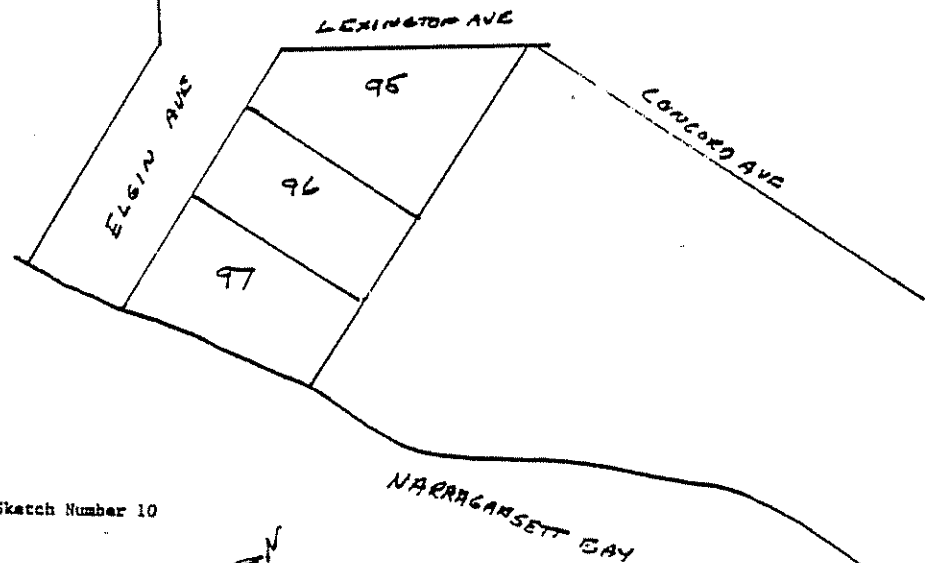 LEXINGTON AVE
95
CONCORD AVE
ELGIN AVE
96
97
NARRAGANSETT BAY
Sketch Number 10
N